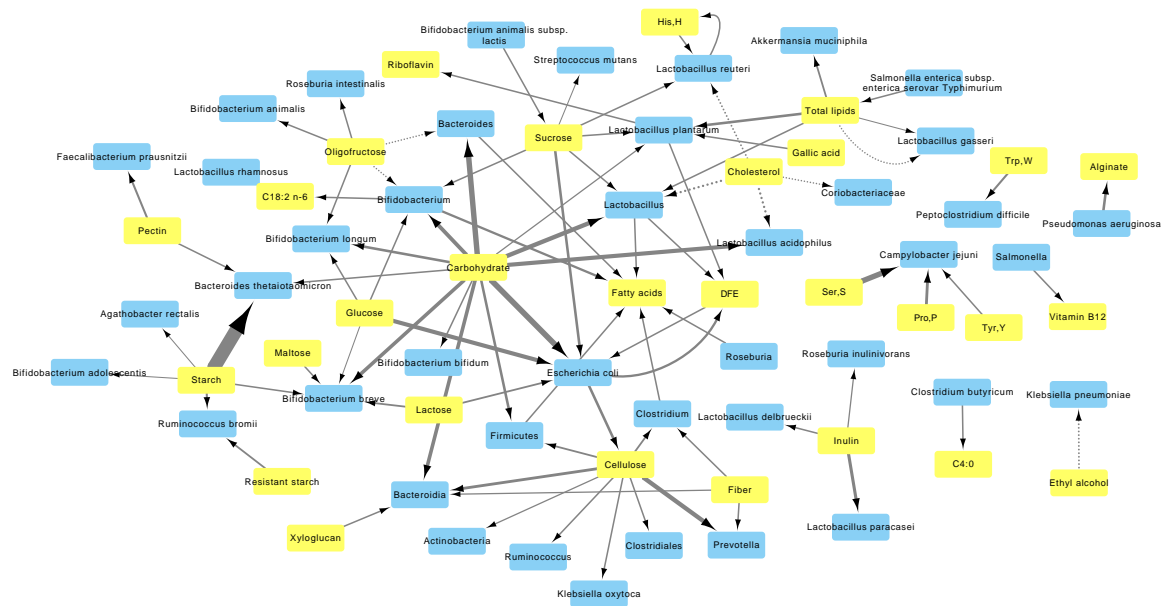 His,H
Bifidobacterium animalis subsp.
lactis
Akkermansia muciniphila
Riboflavin
Streptococcus mutans
Lactobacillus reuteri
Roseburia intestinalis
Salmonella enterica subsp.
enterica serovar Typhimurium
Bifidobacterium animalis
Bacteroides
Sucrose
Lactobacillus plantarum
Total lipids
Lactobacillus gasseri
Faecalibacterium prausnitzii
Oligofructose
Gallic acid
Trp,W
Alginate
Lactobacillus rhamnosus
Cholesterol
C18:2 n-6
Bifidobacterium
Lactobacillus
Coriobacteriaceae
Peptoclostridium difficile
Pseudomonas aeruginosa
Pectin
Bifidobacterium longum
Lactobacillus acidophilus
Campylobacter jejuni
Salmonella
Carbohydrate
Bacteroides thetaiotaomicron
Fatty acids
DFE
Ser,S
Agathobacter rectalis
Glucose
Pro,P
Tyr,Y
Vitamin B12
Maltose
Bifidobacterium bifidum
Escherichia coli
Roseburia
Roseburia inulinivorans
Bifidobacterium adolescentis
Starch
Bifidobacterium breve
Lactose
Clostridium
Lactobacillus delbrueckii
Clostridium butyricum
Klebsiella pneumoniae
Ruminococcus bromii
Firmicutes
Inulin
Cellulose
C4:0
Resistant starch
Bacteroidia
Fiber
Ethyl alcohol
Lactobacillus paracasei
Xyloglucan
Actinobacteria
Ruminococcus
Clostridiales
Prevotella
Klebsiella oxytoca